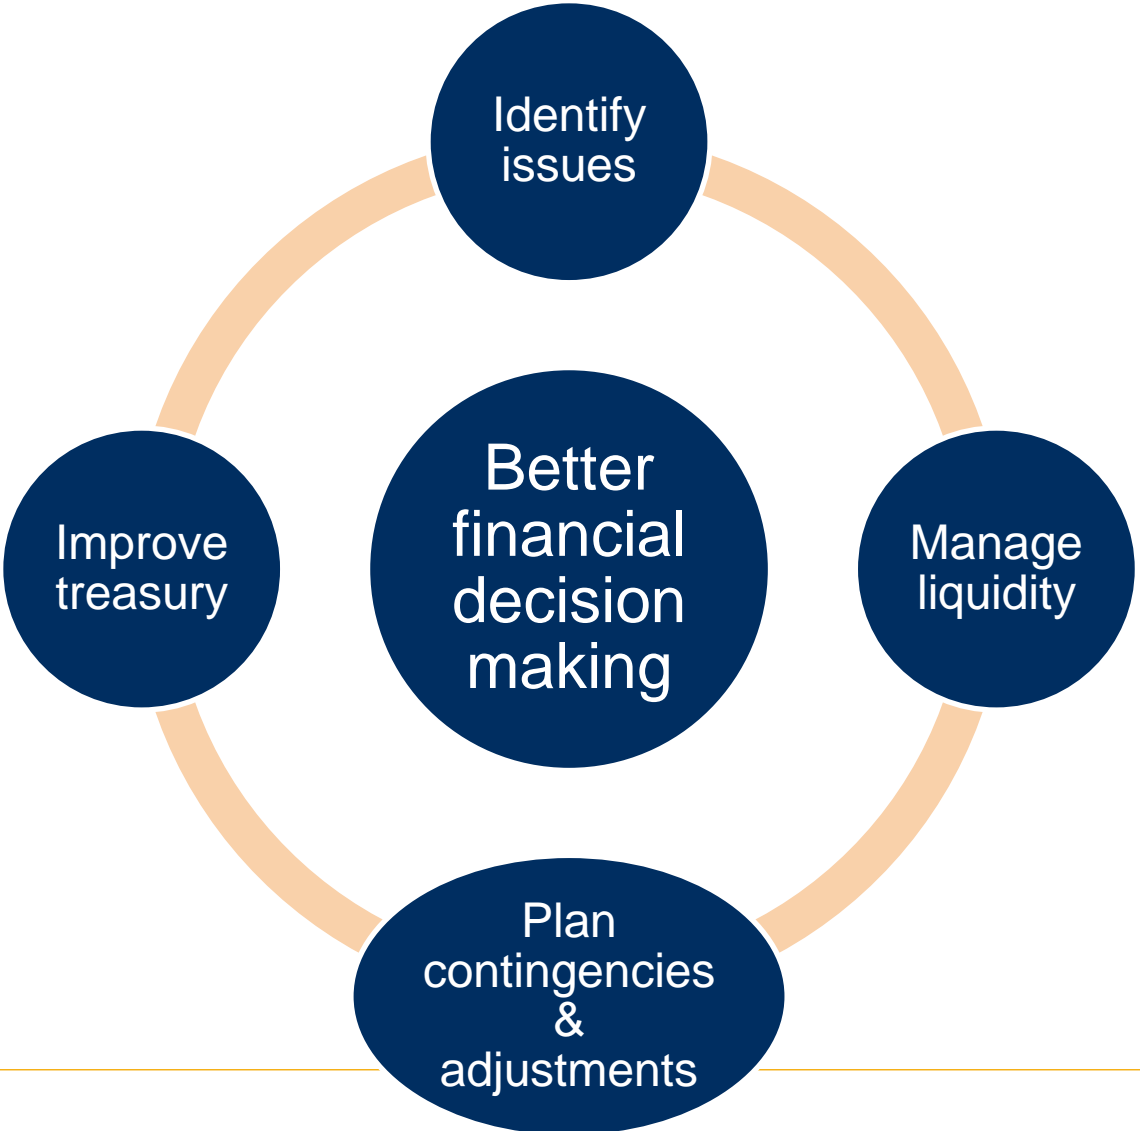 Identify
issues
Better
financial
decision
making
Improve
treasury
Manage
liquidity
Plan
contingencies
&
adjustments